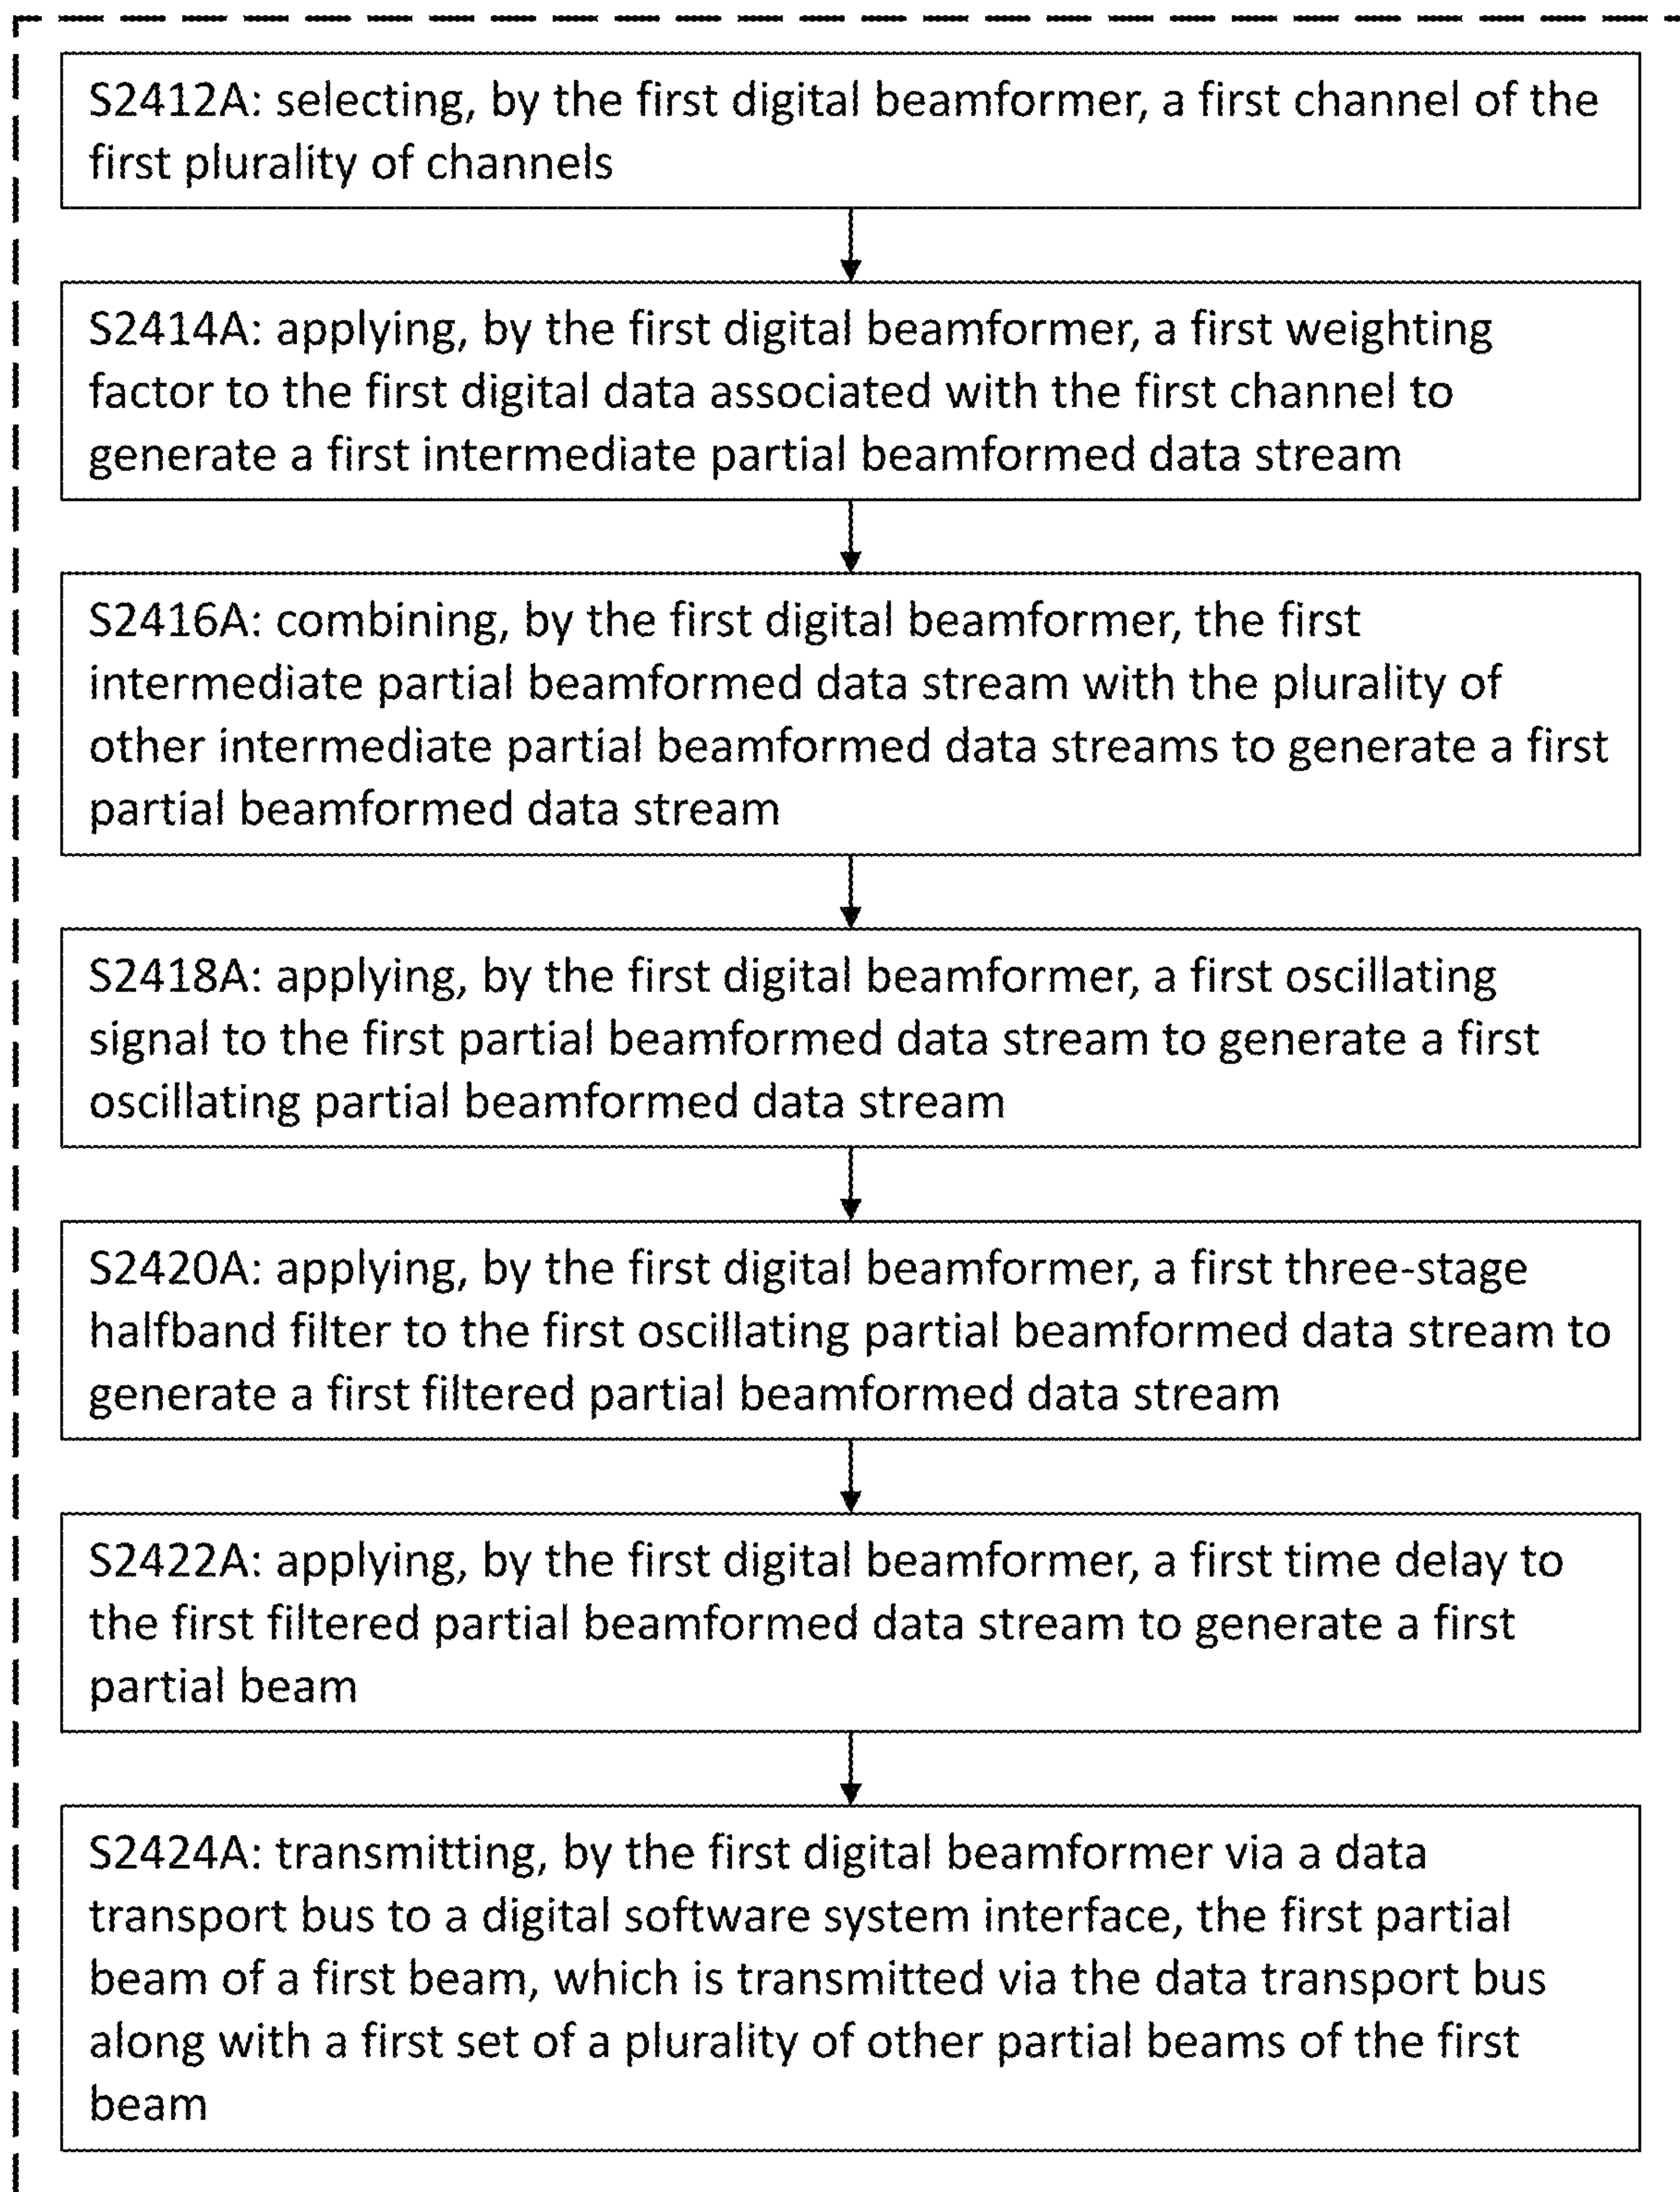 S2412A: selecting, by the first digital beamformer, a first channel of the
first plurality of channels
S2414A: applying, by the first digital beamformer, a first weighting
factor to the first digital data associated with the first channel to
generate a first intermediate partial beamformed data stream
S2416A: combining, by the first digital beamformer, the first
intermediate partial beamformed data stream with the plurality of
other intermediate partial beamformed data streams to generate a first
partial beamformed data stream
S2418A: applying, by the first digital beamformer, a first oscillating
signal to the first partial beamformed data stream to generate a first
oscillating partial beamformed data stream
S2420A: applying, by the first digital beamformer, a first three-stage
halfband filter to the first oscillating partial beamformed data stream to
generate a first filtered partial beamformed data stream
S2422A: applying, by the first digital beamformer, a first time delay to
the first filtered partial beamformed data stream to generate a first
partial beam
S2424A: transmitting, by the first digital beamformer via a data
transport bus to a digital software system interface, the first partial
beam of a first beam, which is transmitted via the data transport bus
along with a first set of a plurality of other partial beams of the first
beam